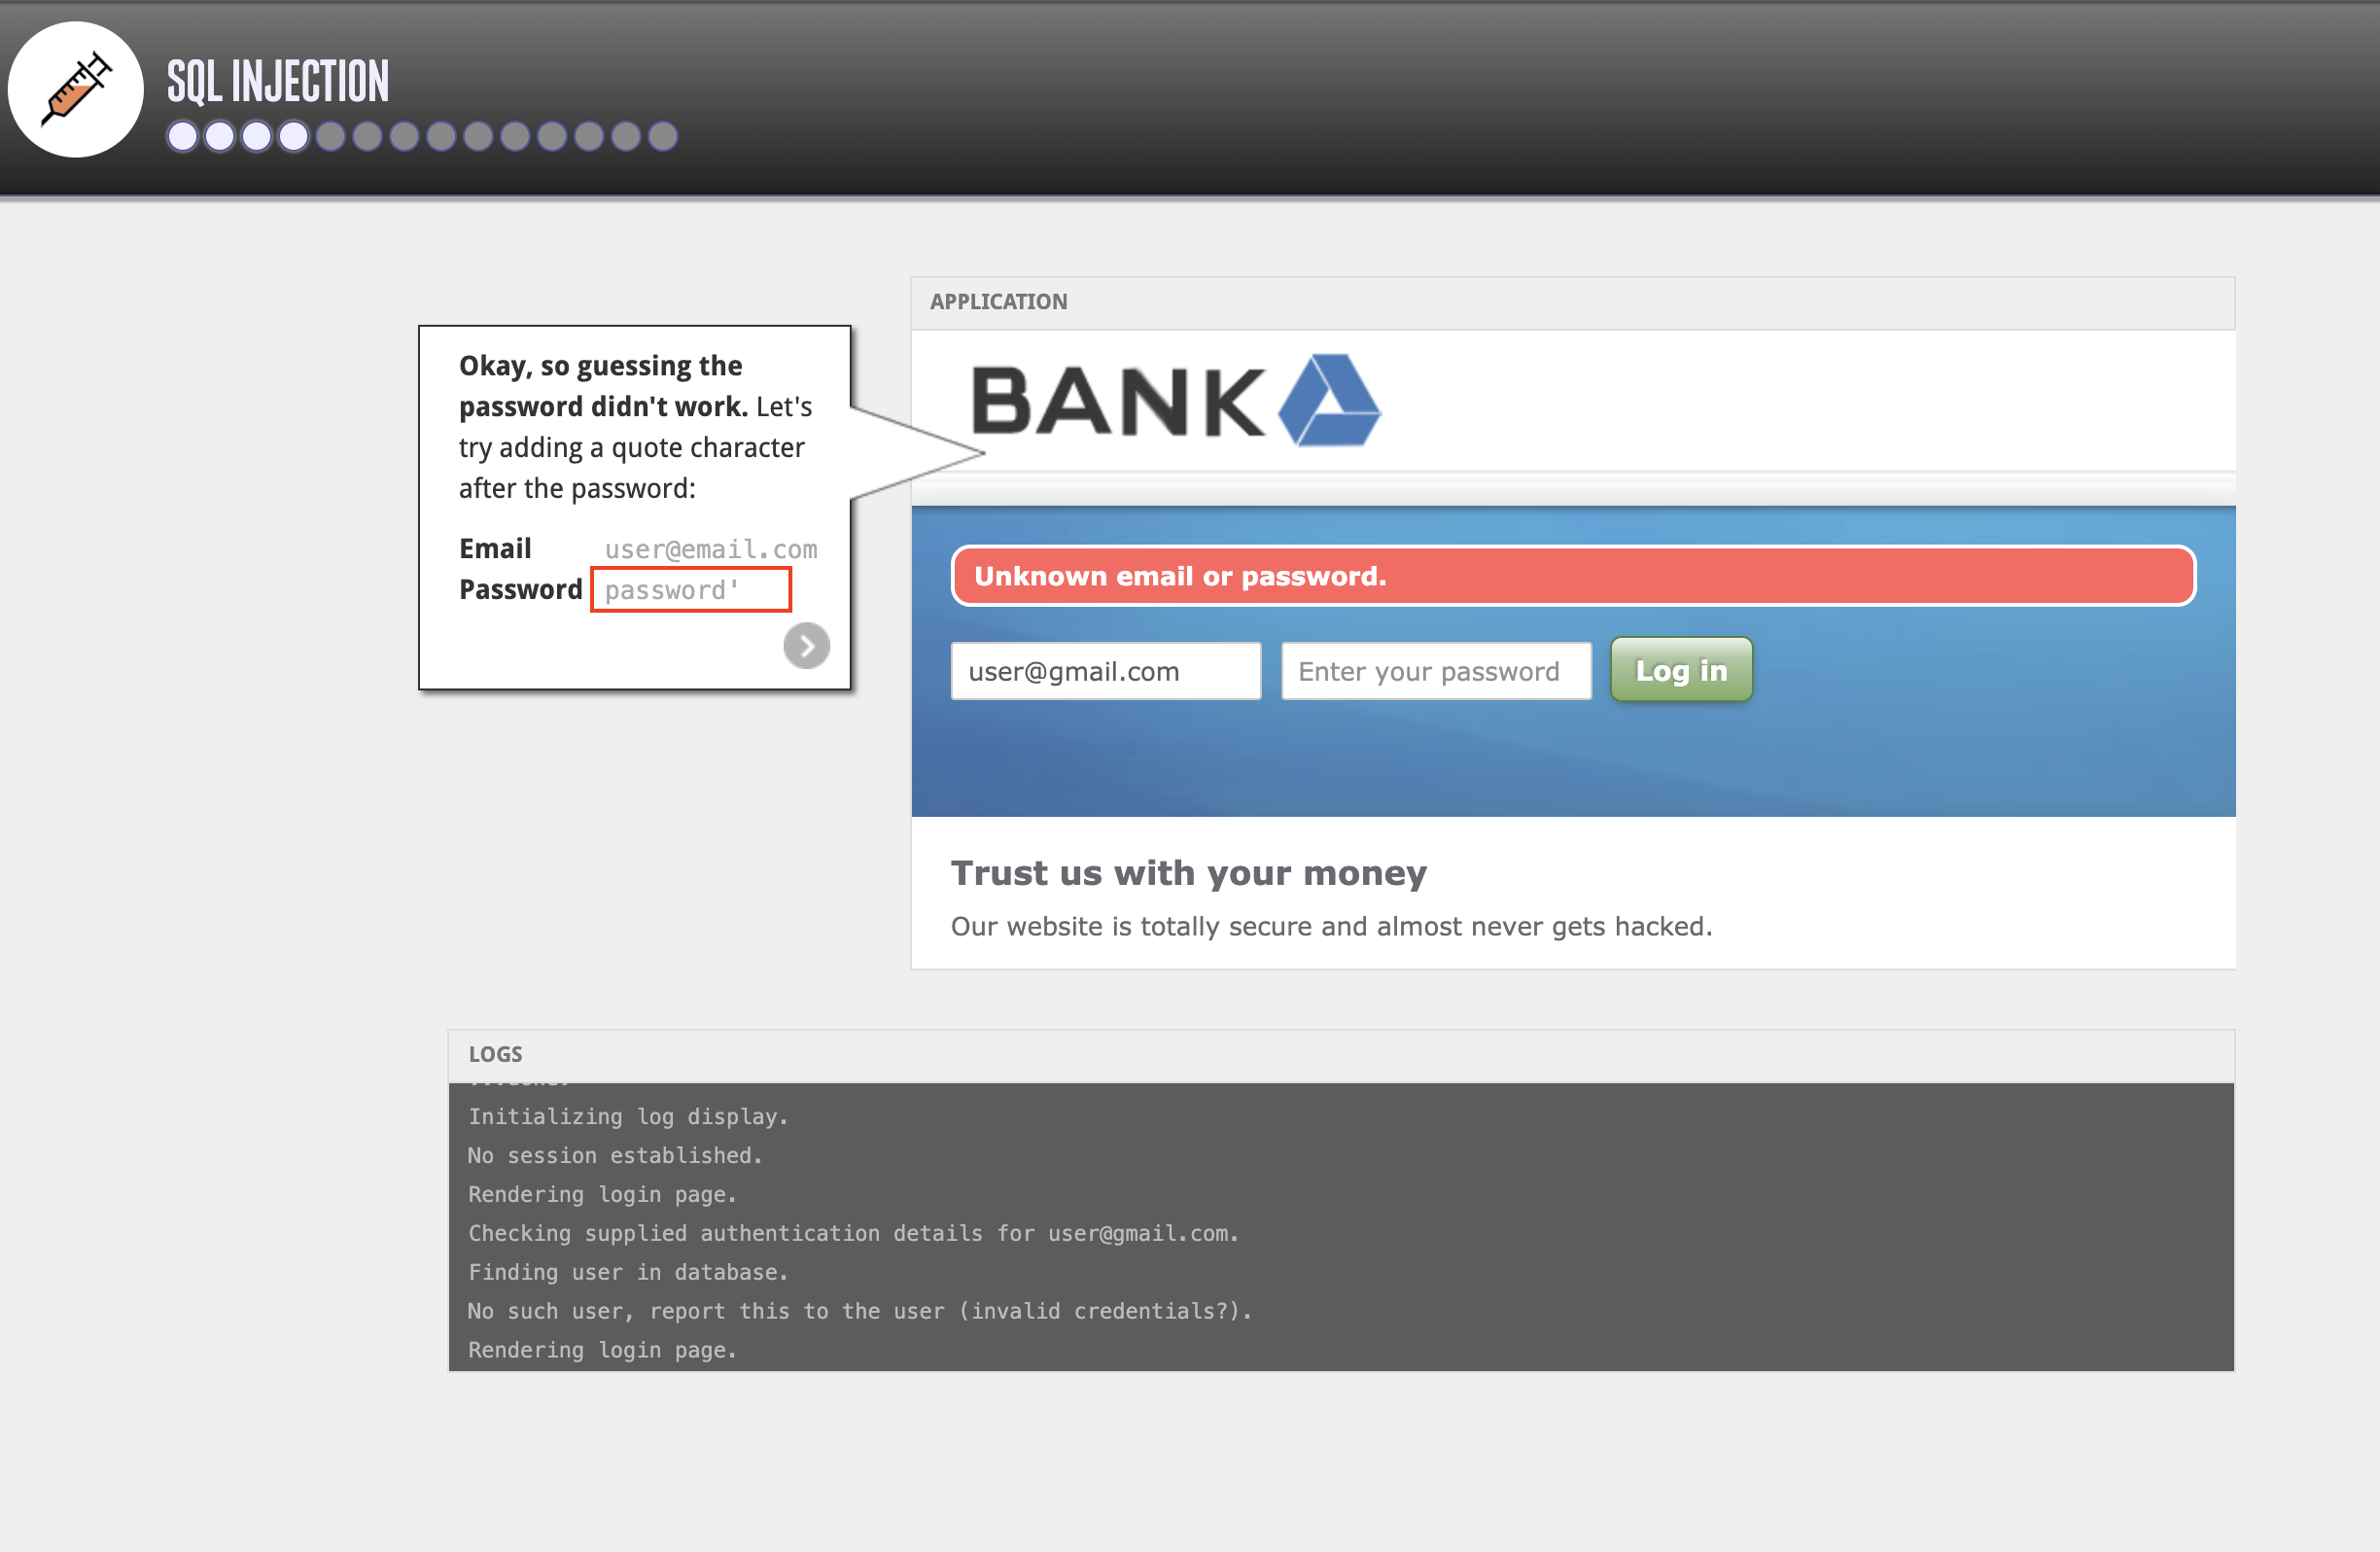 SQL INJECTION
Okay, so guessing the
password didn't work. Let's
try adding a quote character
after the password:
Email user@email.com
Password password'
APPLICATION
BANK
Unknown email or password.
user@gmail.com Enter your password Log in
Trust us with your money
Our website is totally secure and almost never gets hacked.
LOGS
...done.
Initializing log display.
No session established.
Rendering login page.
Checking supplied authentication details for user@gmail.com.
Finding user in database.
No such user, report this to the user (invalid credentials?).
Rendering login page.